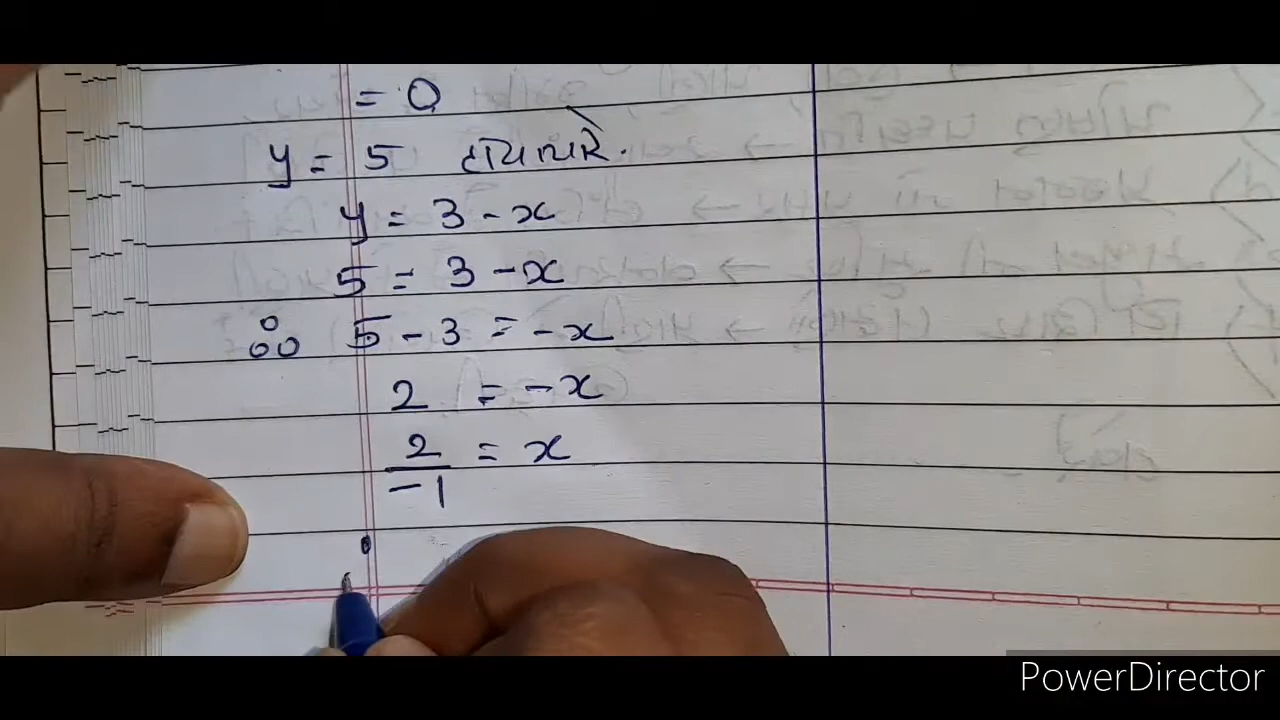 = 0
y = 5 હોય ત્યારે.
y = 3 - x
5 = 3 - x
∴ 5 - 3 = - x
2 = - x
2/-1 = x
PowerDirector